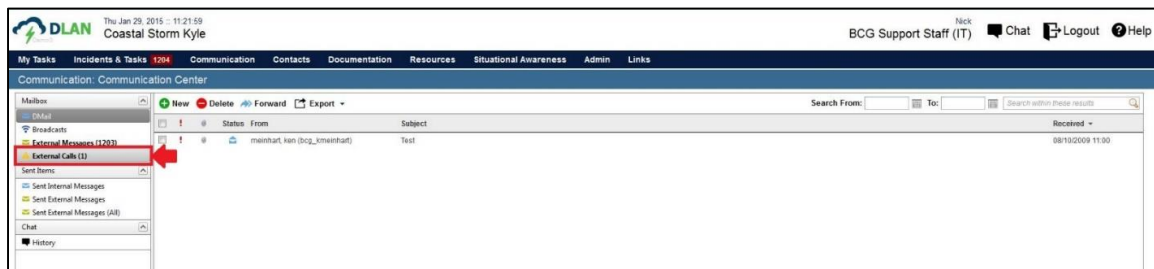 DLAN
Thu Jan 29, 2015 :: 11:21:59
Coastal Storm Kyle
Nick
BCG Support Staff (IT)
Chat Logout Help
My Tasks Incidents & Tasks 1204 Communication Contacts Documentation Resources Situational Awareness Admin Links
Communication: Communication Center
Mailbox
DMail
Broadcasts
External Messages (1203)
External Calls (1)
Sent Items
Sent Internal Messages
Sent External Messages
Sent External Messages (All)
Chat
History
New Delete Forward Export
Search From: To: Search within these results
Status From Subject Received
meinhart, ken (bcg_kmeinhart) Test 08/10/2009 11:00